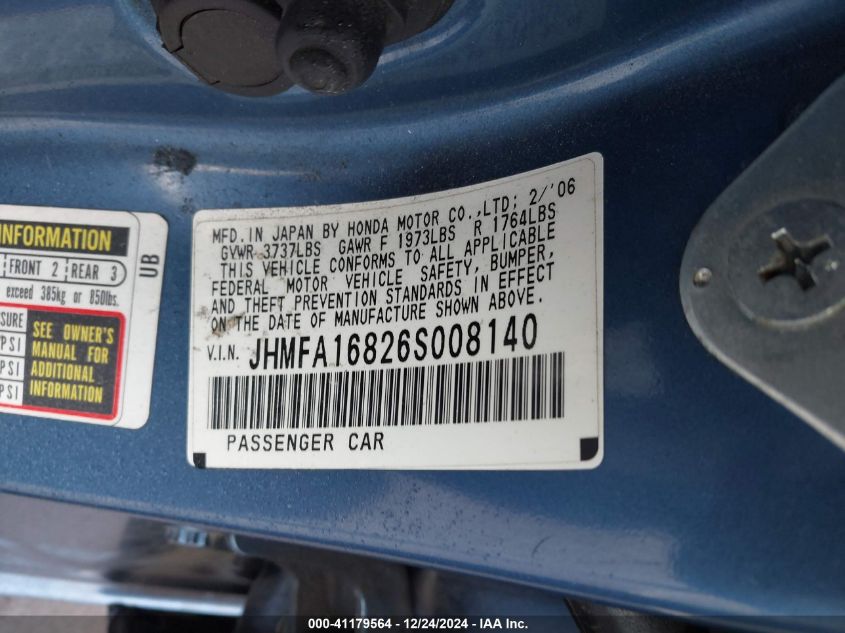 MFD. IN JAPAN BY HONDA MOTOR CO.,LTD; 2/'06
GVWR 3737LBS GAWR F 1973LBS R 1764LBS
THIS VEHICLE CONFORMS TO ALL APPLICABLE
FEDERAL MOTOR VEHICLE SAFETY, BUMPER,
AND THEFT PREVENTION STANDARDS IN EFFECT
ON THE DATE OF MANUFACTURE SHOWN ABOVE.
V.I.N. JHMFA16826S008140
PASSENGER CAR
INFORMATION
FRONT 2 REAR 3
exceed 385kg or 850lbs.
SEE OWNER'S
MANUAL FOR
ADDITIONAL
INFORMATION
PSI
PSI
PSI
UB
000-41179564 - 12/24/2024 - IAA Inc.